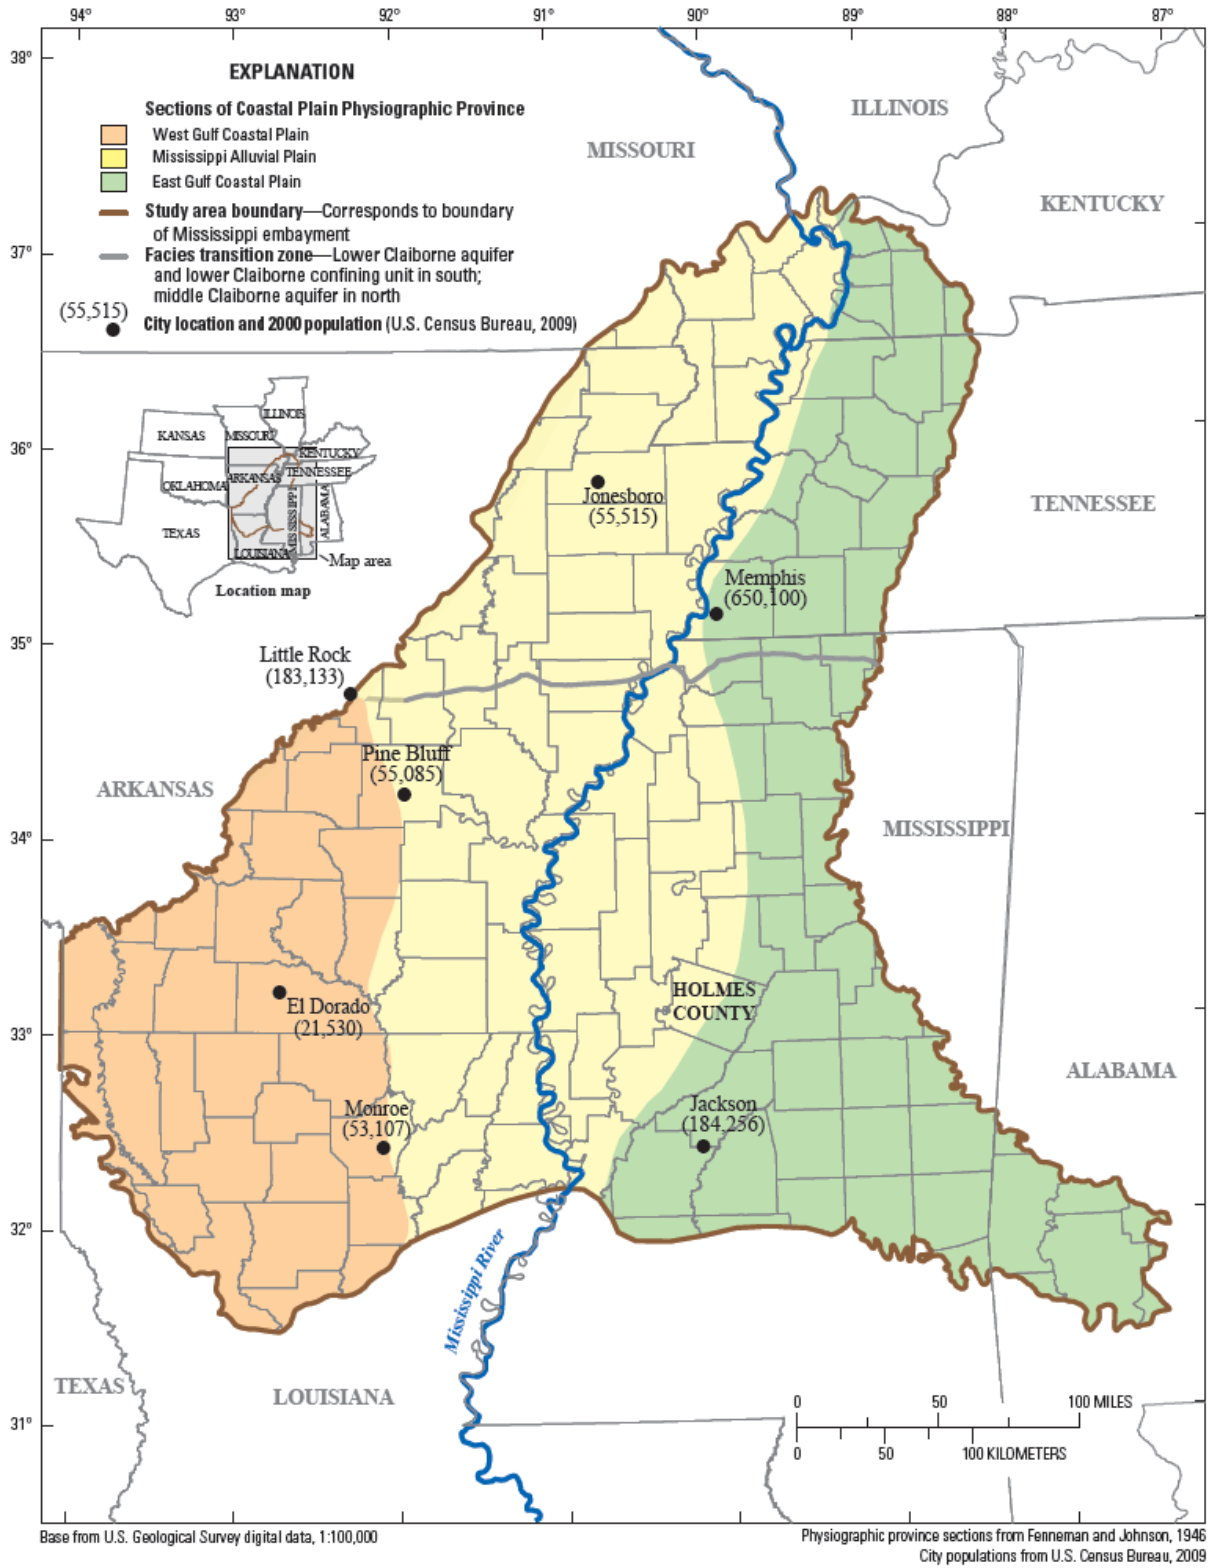 94° 93° 92° 91° 90° 89° 88° 87°
38°
37°
36°
35°
34°
33°
32°
31°
EXPLANATION
Sections of Coastal Plain Physiographic Province
West Gulf Coastal Plain
Mississippi Alluvial Plain
East Gulf Coastal Plain
Study area boundary—Corresponds to boundary
of Mississippi embayment
Facies transition zone—Lower Claiborne aquifer
and lower Claiborne confining unit in south;
middle Claiborne aquifer in north
(55,515)
City location and 2000 population (U.S. Census Bureau, 2009)
ILLINOIS
MISSOURI
KENTUCKY
TENNESSEE
ARKANSAS
MISSISSIPPI
ALABAMA
TEXAS
LOUISIANA
KANSAS
MISSOURI
ILLINOIS
KENTUCKY
OKLAHOMA
ARKANSAS
TENNESSEE
TEXAS
MISSISSIPPI
ALABAMA
LOUISIANA
Map area
Location map
Jonesboro
(55,515)
Memphis
(650,100)
Little Rock
(183,133)
Pine Bluff
(55,085)
El Dorado
(21,530)
HOLMES
COUNTY
Monroe
(53,107)
Jackson
(184,256)
Mississippi River
0 50 100 MILES
0 50 100 KILOMETERS
Base from U.S. Geological Survey digital data, 1:100,000
Physiographic province sections from Fenneman and Johnson, 1946
City populations from U.S. Census Bureau, 2009